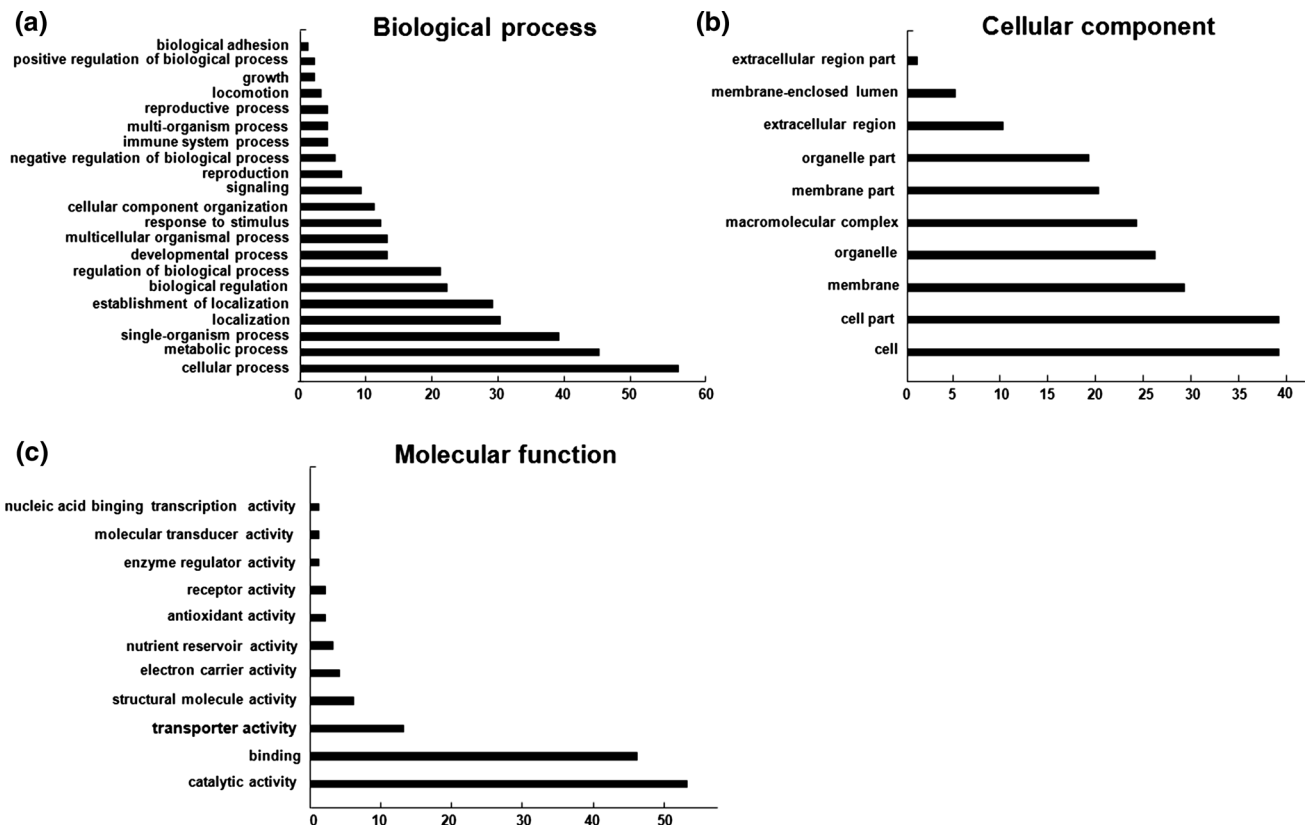 (a)
Biological process
biological adhesion
positive regulation of biological process
growth
locomotion
reproductive process
multi-organism process
immune system process
negative regulation of biological process
reproduction
signaling
cellular component organization
response to stimulus
multicellular organismal process
developmental process
regulation of biological process
biological regulation
establishment of localization
localization
single-organism process
metabolic process
cellular process
0 10 20 30 40 50 60
(b)
Cellular component
extracellular region part
membrane-enclosed lumen
extracellular region
organelle part
membrane part
macromolecular complex
organelle
membrane
cell part
cell
0 5 10 15 20 25 30 35 40
(c)
Molecular function
nucleic acid binging transcription activity
molecular transducer activity
enzyme regulator activity
receptor activity
antioxidant activity
nutrient reservoir activity
electron carrier activity
structural molecule activity
transporter activity
binding
catalytic activity
0 10 20 30 40 50